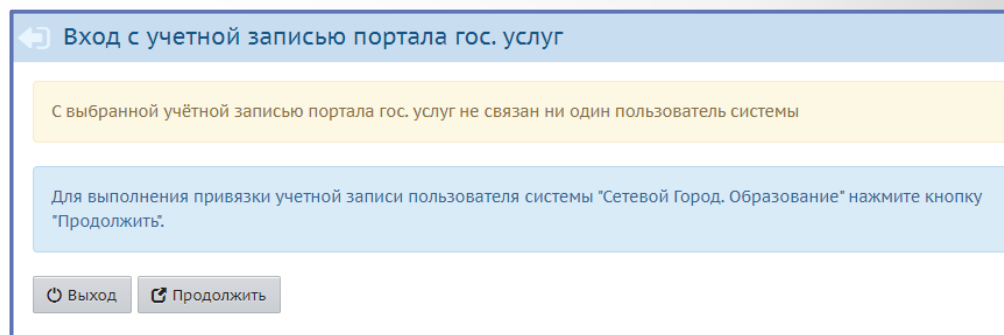 Вход с учетной записью портала гос. услуг
С выбранной учётной записью портала гос. услуг не связан ни один пользователь системы
Для выполнения привязки учетной записи пользователя системы "Сетевой Город. Образование" нажмите кнопку
"Продолжить".
Выход Продолжить